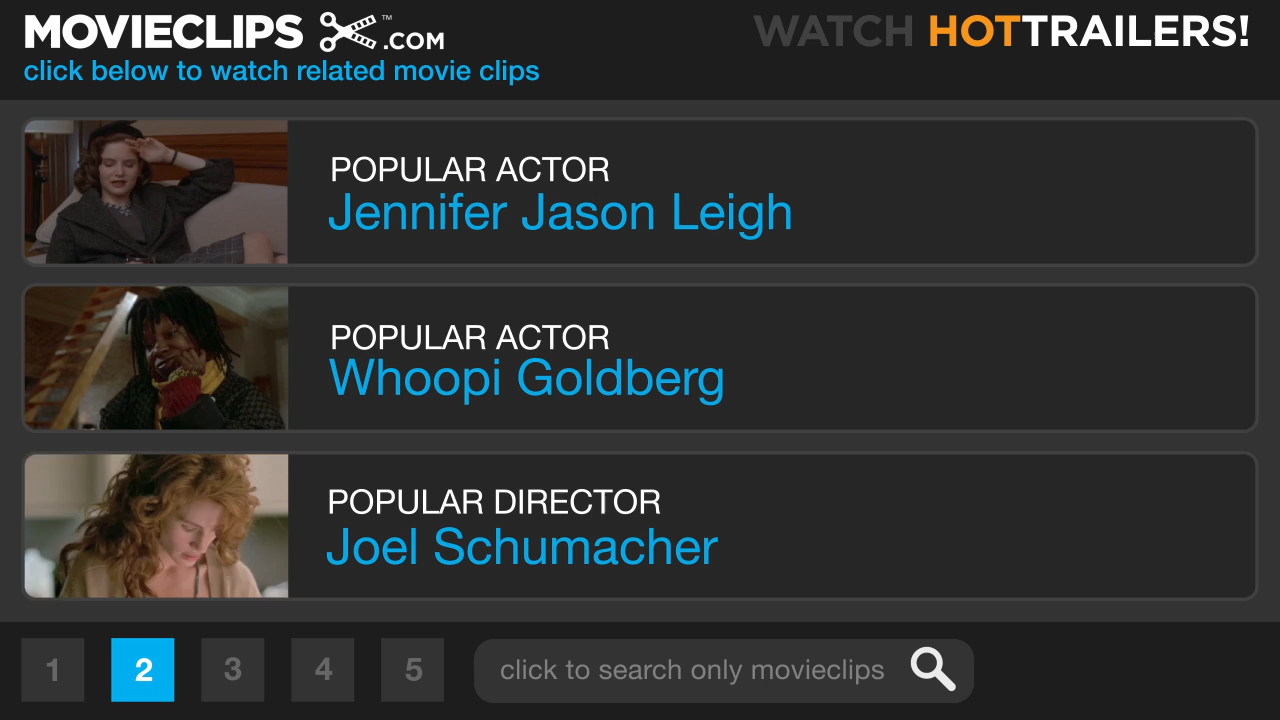 MOVIECLIPS ™ .COM
WATCH HOTTRAILERS!
click below to watch related movie clips
POPULAR ACTOR
Jennifer Jason Leigh
POPULAR ACTOR
Whoopi Goldberg
POPULAR DIRECTOR
Joel Schumacher
1 2 3 4 5 click to search only movieclips